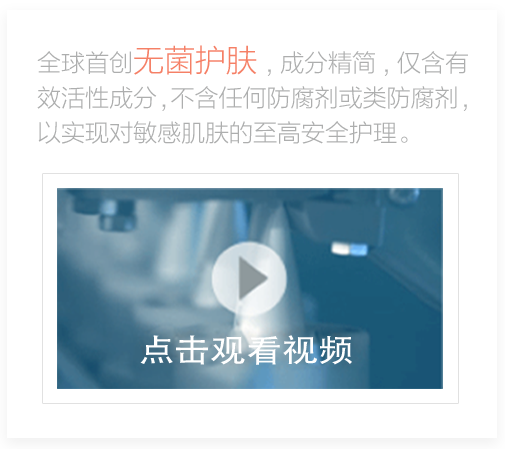 全球首创无菌护肤，成分精简，仅含有
效活性成分，不含任何防腐剂或类防腐剂，
以实现对敏感肌肤的至高安全护理。
点击观看视频